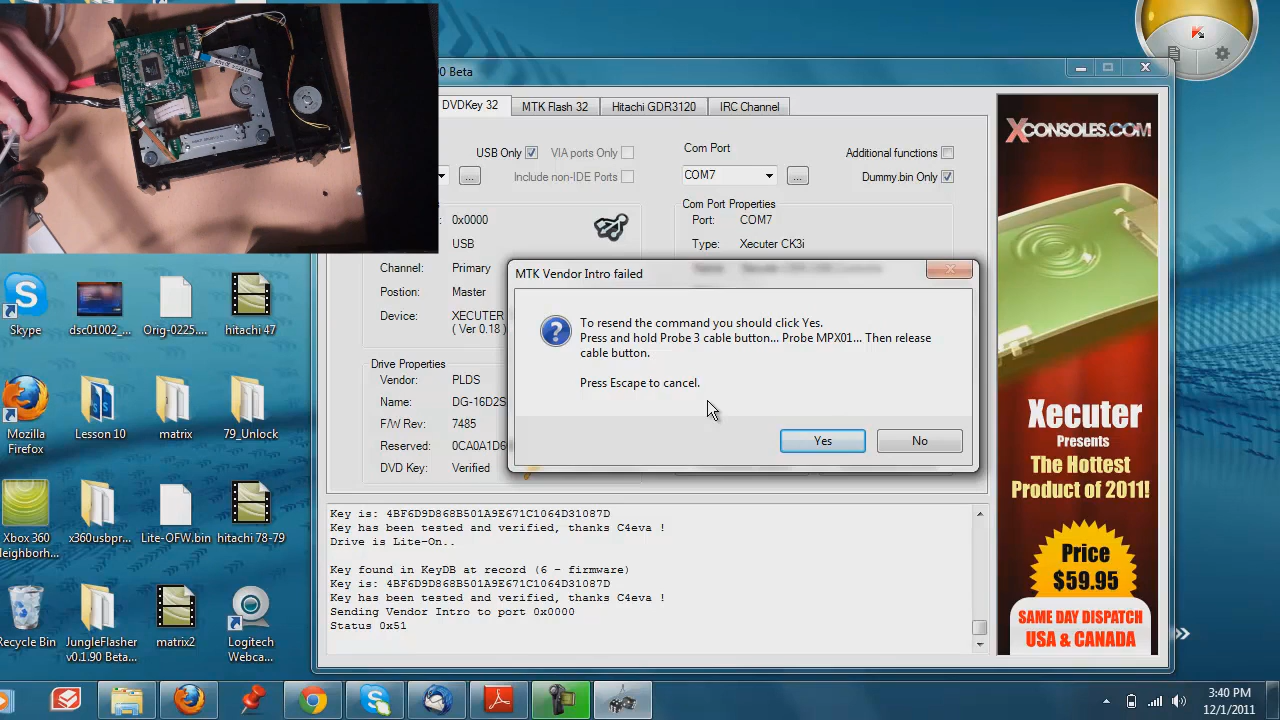 00 Beta
DVDKey 32
MTK Flash 32
Hitachi GDR3120
IRC Channel
USB Only
VIA ports Only
Com Port
Additional functions
Include non-IDE Ports
COM7
Dummy.bin Only
...
...
Com Port Properties
0x0000
Port: COM7
USB
Type: Xecuter CK3i
Channel: Primary
Postion: Master
Device: XECUTER
( Ver 0.18 )
MTK Vendor Intro failed
To resend the command you should click Yes.
Press and hold Probe 3 cable button... Probe MPX01... Then release
cable button.
Press Escape to cancel.
Yes
No
Drive Properties
Vendor: PLDS
Name: DG-16D2S
F/W Rev: 7485
Reserved: 0CA0A1D6
DVD Key: Verified
Key is: 4BF6D9D868B501A9E671C1064D31087D
Key has been tested and verified, thanks C4eva !
Drive is Lite-On..
Key found in KeyDB at record (6 - firmware)
Key is: 4BF6D9D868B501A9E671C1064D31087D
Key has been tested and verified, thanks C4eva !
Sending Vendor Intro to port 0x0000
Status 0x51
XCONSOLES.COM
Xecuter
Presents
The Hottest
Product of 2011!
Price
$59.95
SAME DAY DISPATCH
USA & CANADA
Skype
dsc01002_...
Orig-0225....
hitachi 47
Mozilla
Firefox
Lesson 10
matrix
79_Unlock
Xbox 360
Neighborho...
x360usbpr...
Lite-OFW.bin
hitachi 78-79
Recycle Bin
JungleFlasher
v0.1.90 Beta...
matrix2
Logitech
Webca...
3:40 PM
12/1/2011